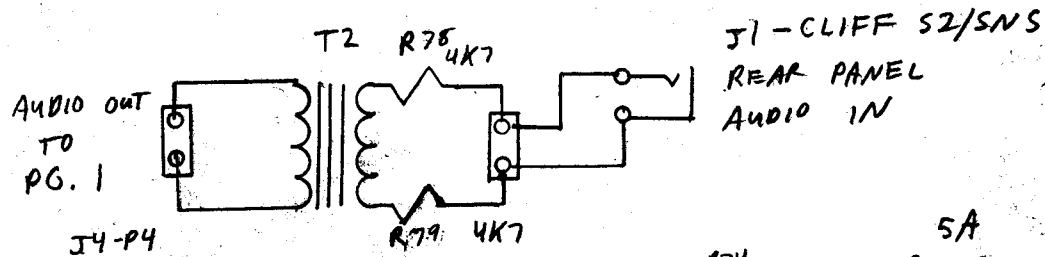 T2
R78
4K7
J1 - CLIFF S2/SNS
REAR PANEL
AUDIO IN
AUDIO OUT
TO
PG. 1
J4-P4
R79
4K7
5A